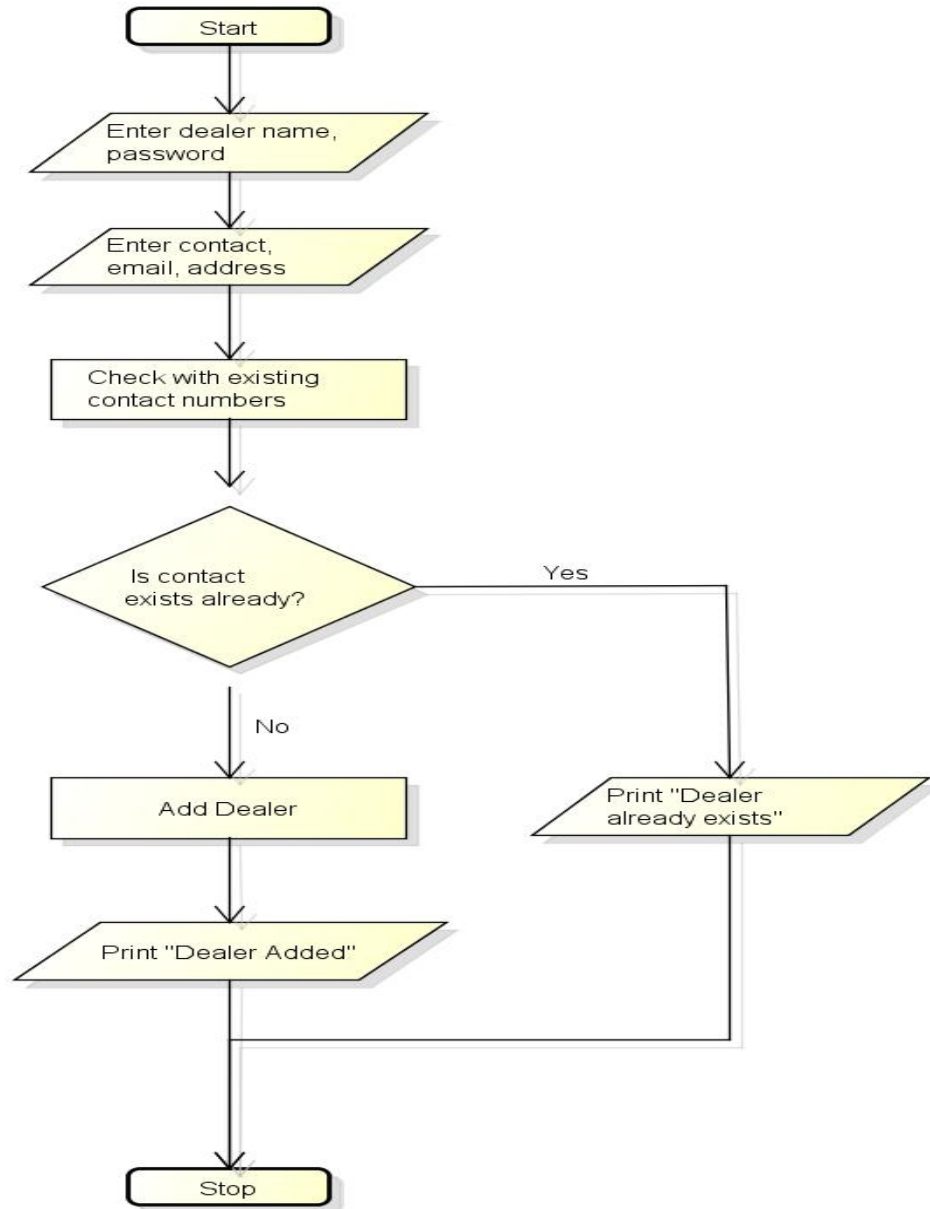 Start
Enter dealer name,
password
Enter contact,
email, address
Check with existing
contact numbers
Is contact
exists already?
Yes
No
Add Dealer
Print "Dealer
already exists"
Print "Dealer Added"
Stop